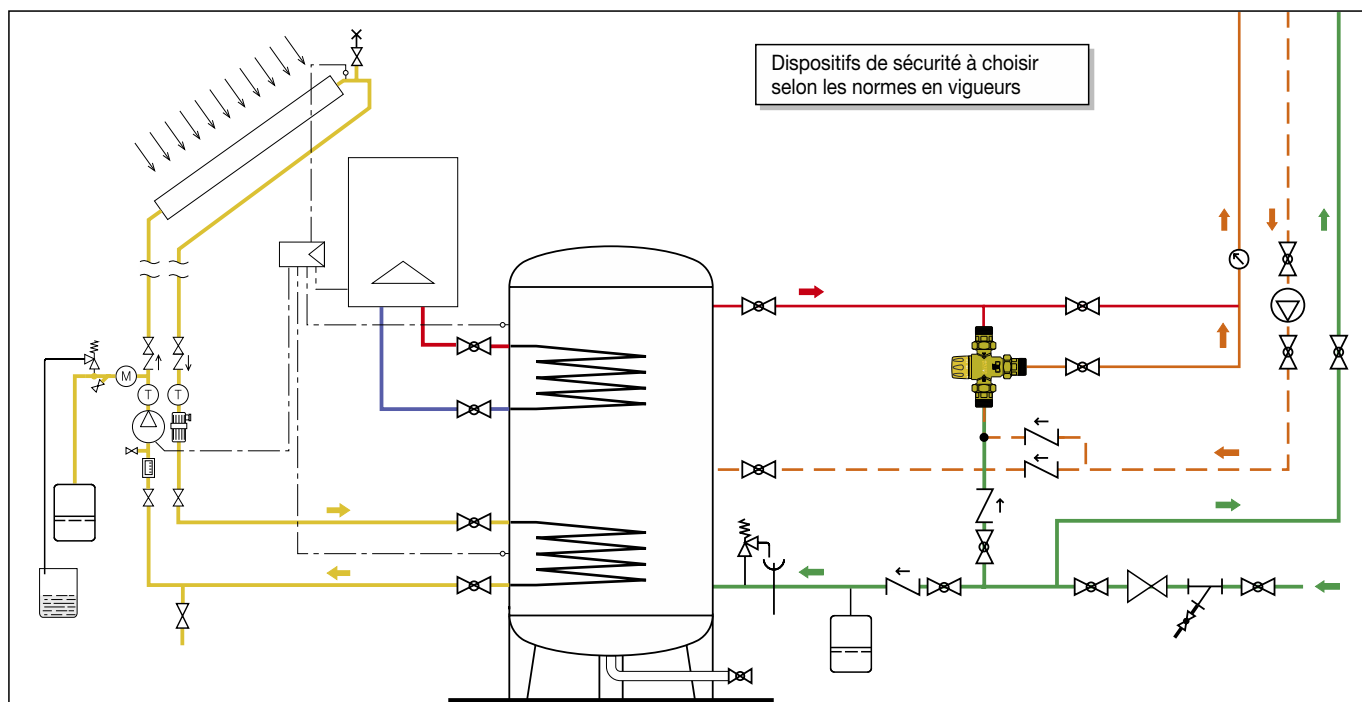 Dispositifs de sécurité à choisir
selon les normes en vigueurs
M
T
T